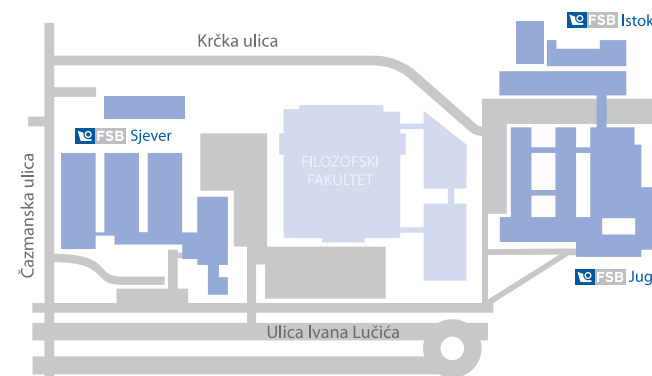 FSB Istok
Krčka ulica
FSB Sjever
FILOZOFSKI
FAKULTET
Čazmanska ulica
FSB Jug
Ulica Ivana Lučića